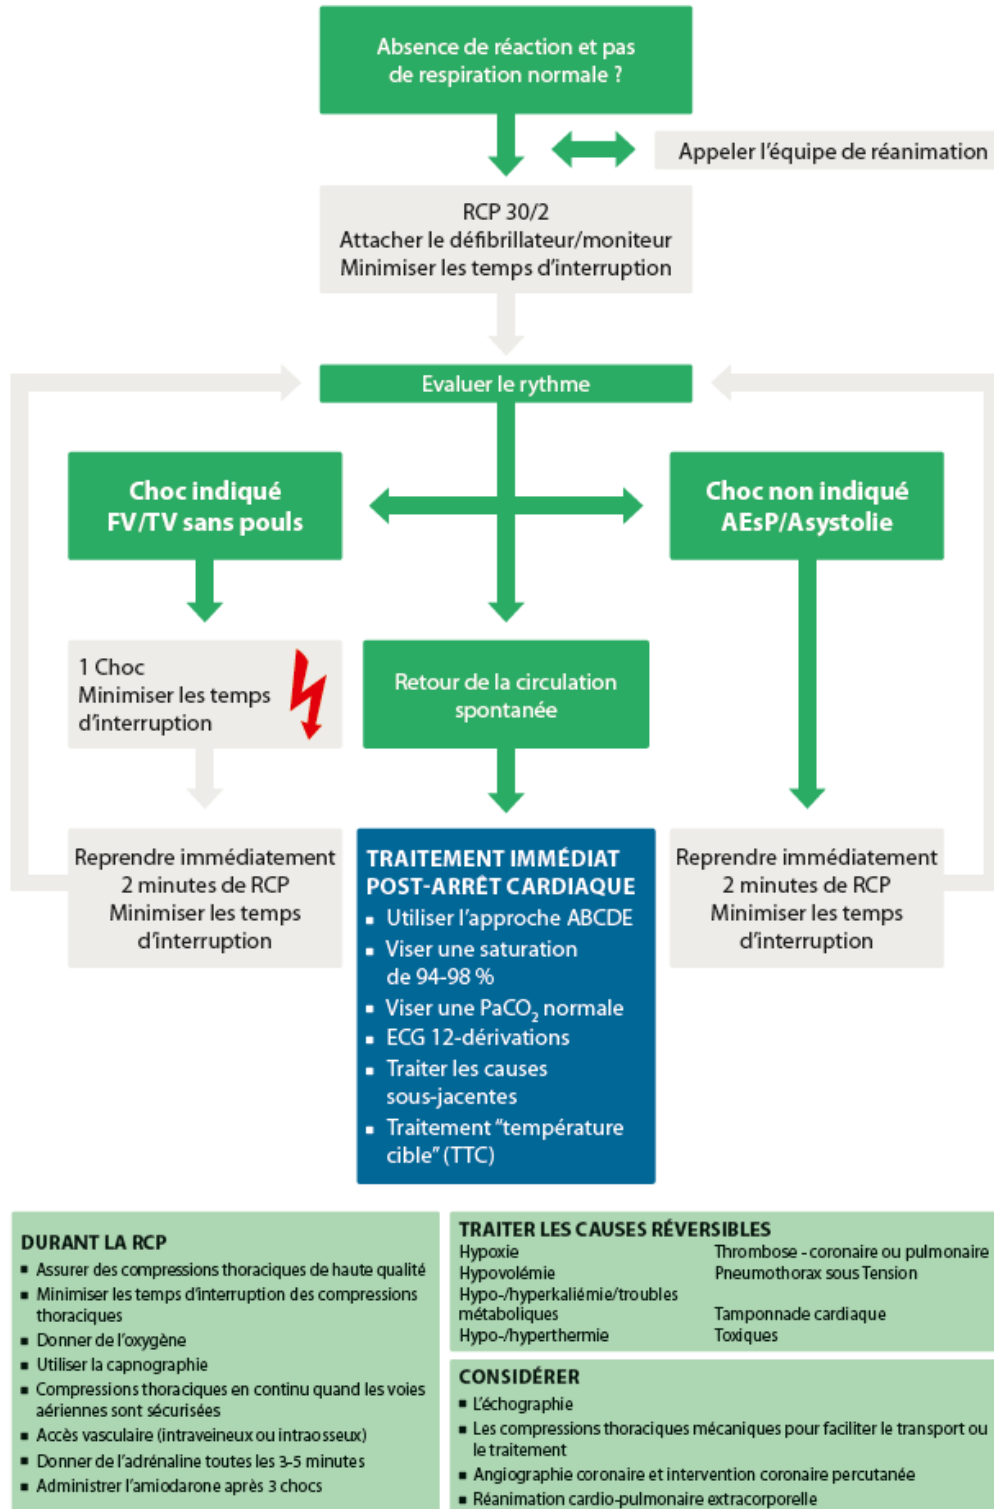 Absence de réaction et pas
de respiration normale ?
Appeler l'équipe de réanimation
RCP 30/2
Attacher le défibrillateur/moniteur
Minimiser les temps d'interruption
Evaluer le rythme
Choc indiqué
FV/TV sans pouls
Choc non indiqué
AEsP/Asystolie
1 Choc
Minimiser les temps
d'interruption
Retour de la circulation
spontanée
Reprendre immédiatement
2 minutes de RCP
Minimiser les temps
d'interruption
TRAITEMENT IMMÉDIAT
POST-ARRÊT CARDIAQUE
▪ Utiliser l'approche ABCDE
▪ Viser une saturation
de 94-98 %
▪ Viser une PaCO₂ normale
▪ ECG 12-dérivations
▪ Traiter les causes
sous-jacentes
▪ Traitement "température
cible" (TTC)
Reprendre immédiatement
2 minutes de RCP
Minimiser les temps
d'interruption
DURANT LA RCP
▪ Assurer des compressions thoraciques de haute qualité
▪ Minimiser les temps d'interruption des compressions
thoraciques
▪ Donner de l'oxygène
▪ Utiliser la capnographie
▪ Compressions thoraciques en continu quand les voies
aériennes sont sécurisées
▪ Accès vasculaire (intraveineux ou intraosseux)
▪ Donner de l'adrénaline toutes les 3-5 minutes
▪ Administrer l'amiodarone après 3 chocs
TRAITER LES CAUSES RÉVERSIBLES
Hypoxie Thrombose - coronaire ou pulmonaire
Hypovolémie Pneumothorax sous Tension
Hypo-/hyperkaliémie/troubles
métaboliques Tamponnade cardiaque
Hypo-/hyperthermie Toxiques
CONSIDÉRER
▪ L'échographie
▪ Les compressions thoraciques mécaniques pour faciliter le transport ou
le traitement
▪ Angiographie coronaire et intervention coronaire percutanée
▪ Réanimation cardio-pulmonaire extracorporelle